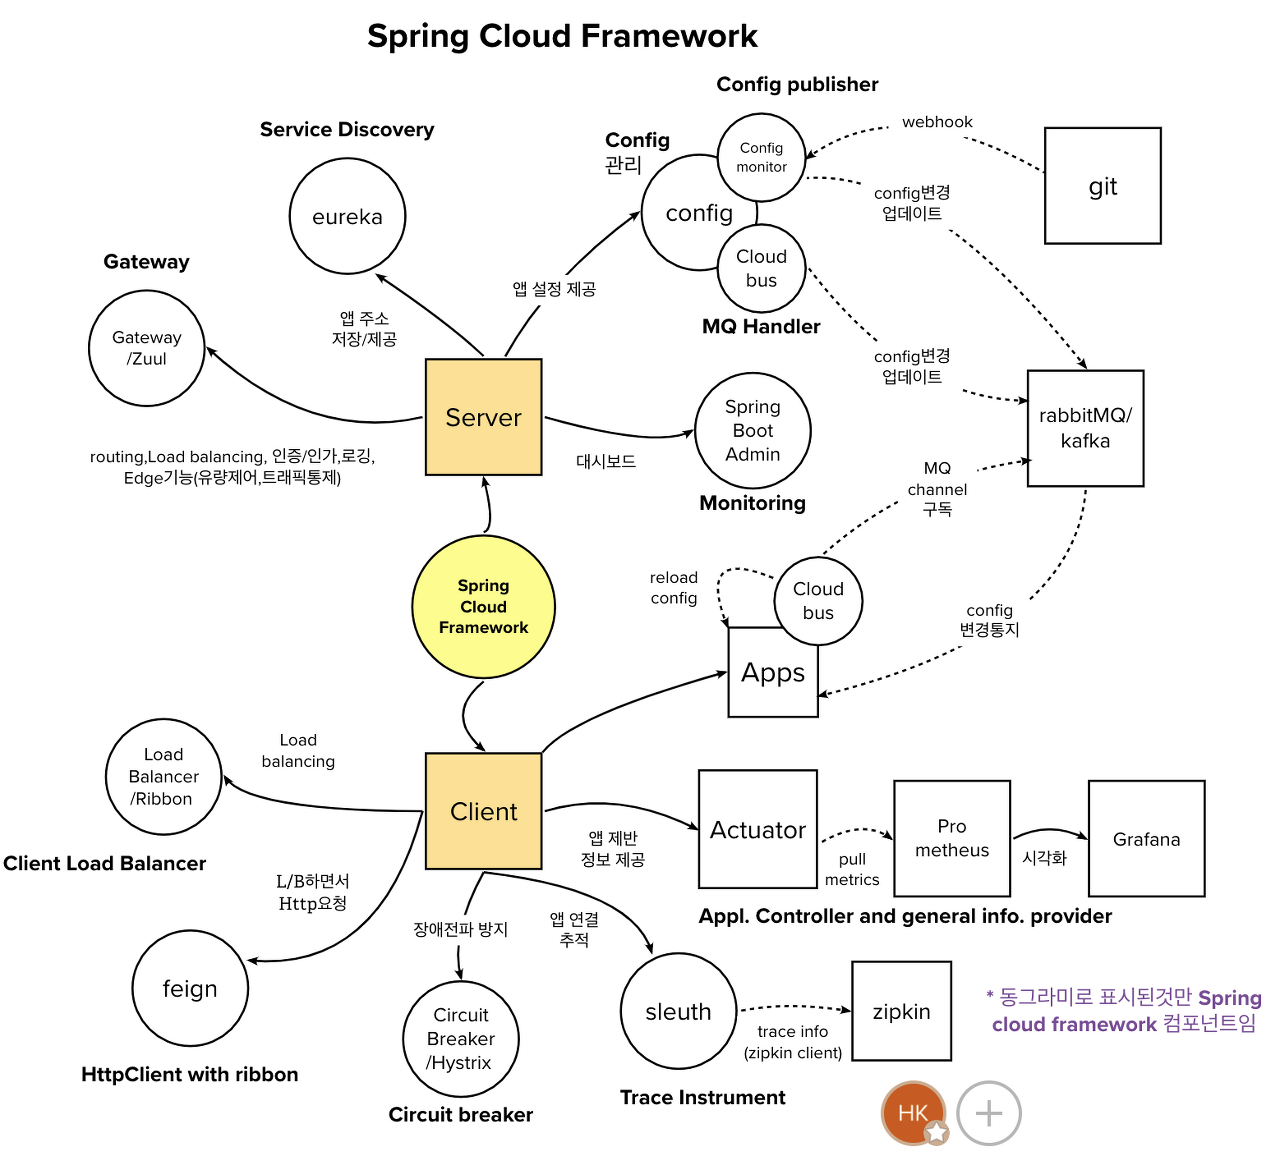 Spring Cloud Framework
Config publisher
Service Discovery
Config
관리
Config
monitor
webhook
git
config
config변경
업데이트
eureka
Cloud
bus
MQ Handler
Gateway
Gateway
/Zuul
앱 주소
저장/제공
앱 설정 제공
config변경
업데이트
Server
Spring
Boot
Admin
rabbitMQ/
kafka
routing,Load balancing, 인증/인가,로깅,
Edge기능(유량제어,트래픽통제)
대시보드
Monitoring
MQ
channel
구독
Spring
Cloud
Framework
reload
config
Cloud
bus
config
변경통지
Apps
Load
Balancer
/Ribbon
Load
balancing
Client Load Balancer
Client
앱 제반
정보 제공
Actuator
pull
metrics
Pro
metheus
시각화
Grafana
Appl. Controller and general info. provider
L/B하면서
Http요청
장애전파 방지
앱 연결
추적
feign
HttpClient with ribbon
Circuit
Breaker
/Hystrix
Circuit breaker
sleuth
trace info
(zipkin client)
zipkin
Trace Instrument
* 동그라미로 표시된것만 Spring
cloud framework 컴포넌트임
HK